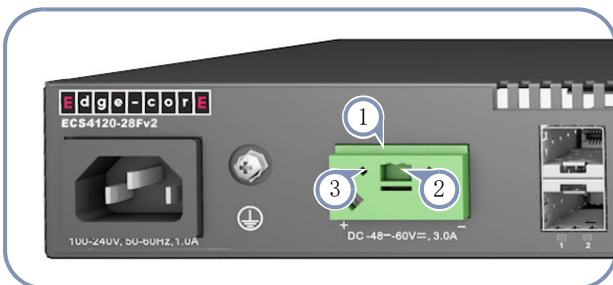 Edge-corE
ECS4120-28Fv2
1
3
2
100-240V, 50-60Hz, 1.0A
+
-
DC -48--60V⎓, 3.0A
1 2